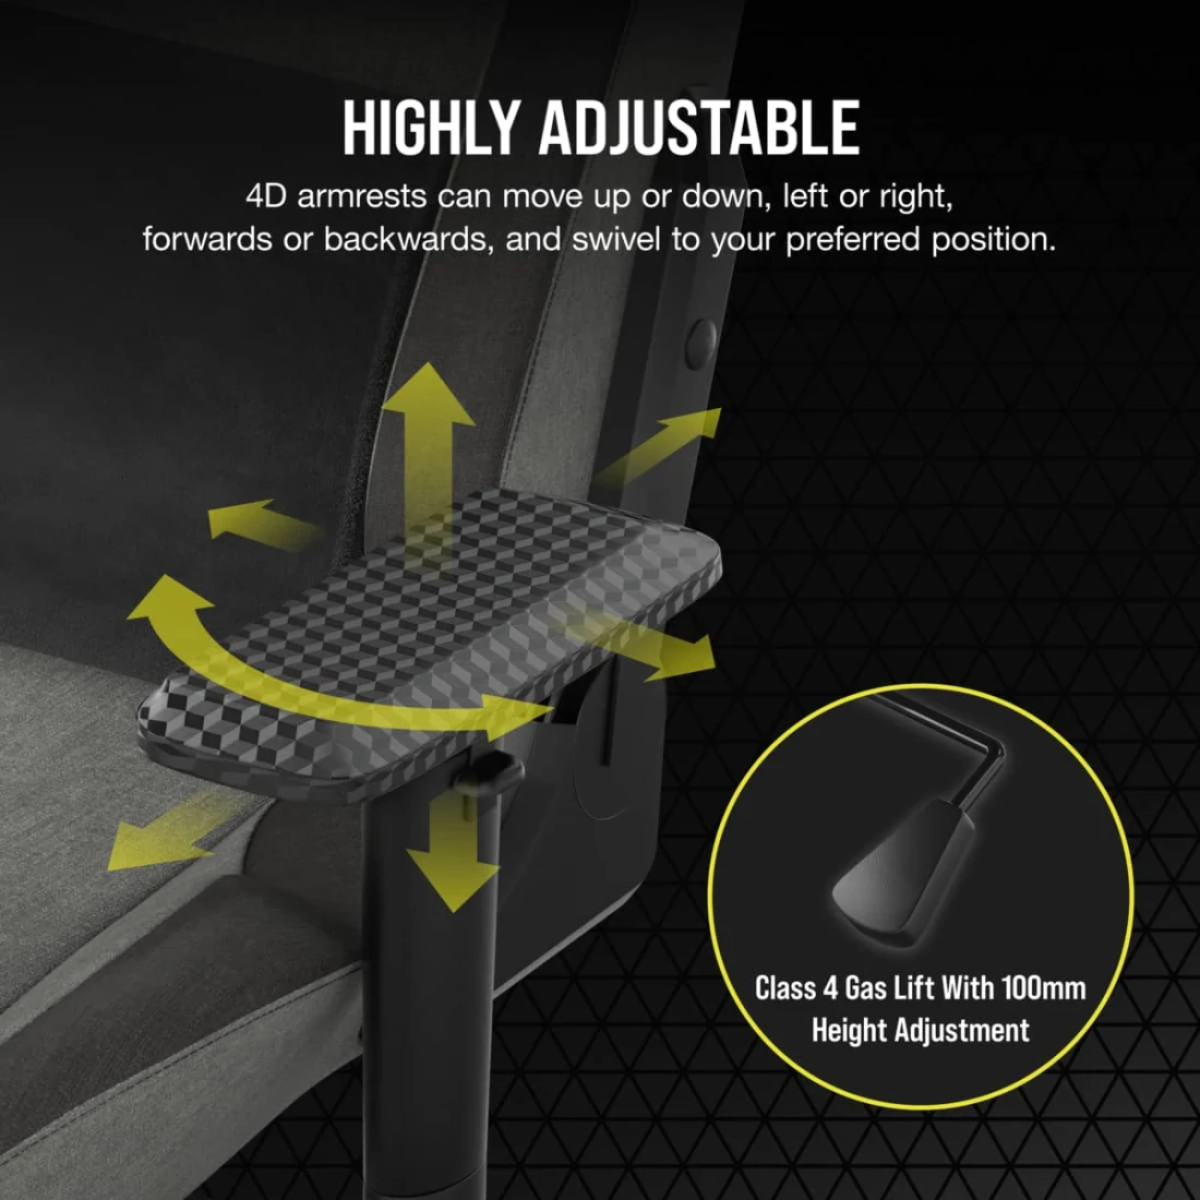 HIGHLY ADJUSTABLE
4D armrests can move up or down, left or right,
forwards or backwards, and swivel to your preferred position.
Class 4 Gas Lift With 100mm
Height Adjustment